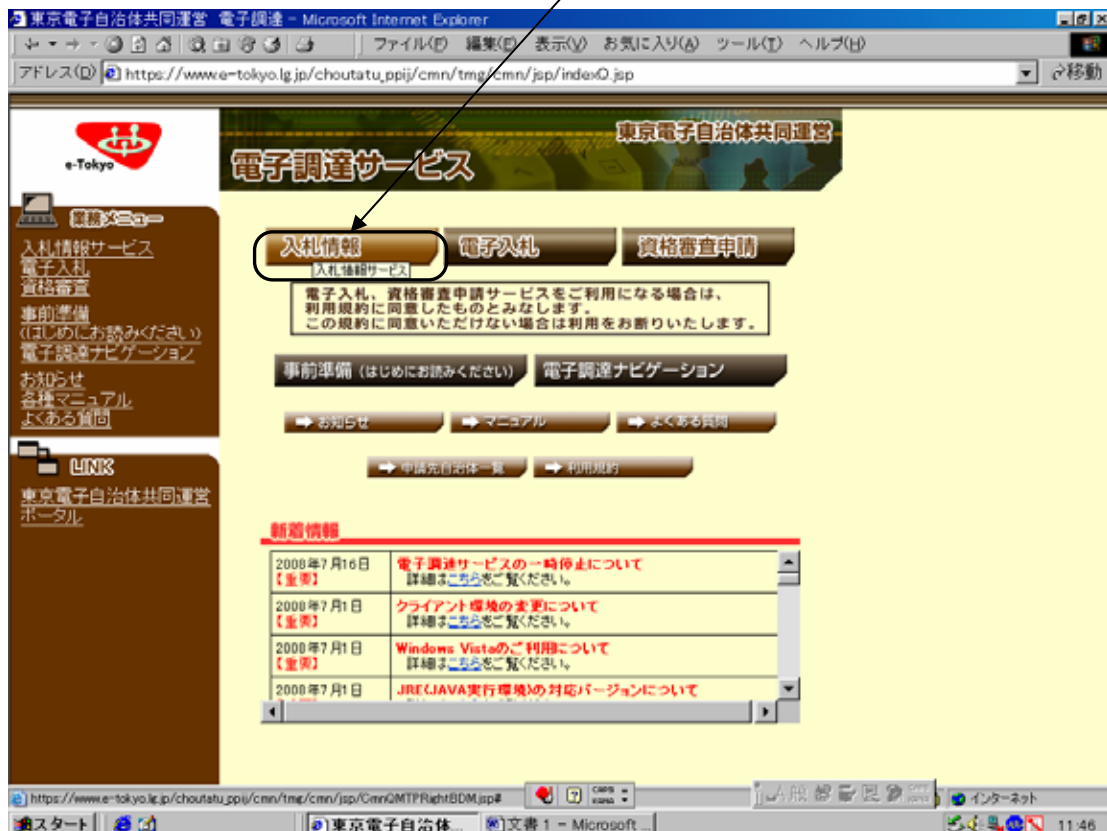 東京電子自治体共同運営 電子調達 - Microsoft Internet Explorer
ファイル(F) 編集(E) 表示(V) お気に入り(A) ツール(T) ヘルプ(H)
アドレス(D) https://www.e-tokyo.lg.jp/choutatu_ppij/cmn/tmg/cmn/jsp/indexO.jsp 移動
e-Tokyo
東京電子自治体共同運営
電子調達サービス
業務メニュー
入札情報サービス
電子入札
資格審査
事前準備
(はじめにお読みください)
電子調達ナビゲーション
お知らせ
各種マニュアル
よくある質問
LINK
東京電子自治体共同運営
ポータル
入札情報 電子入札 資格審査申請
入札情報サービス
電子入札、資格審査申請サービスをご利用になる場合は、
利用規約に同意したものとみなします。
この規約に同意いただけない場合は利用をお断りいたします。
事前準備(はじめにお読みください) 電子調達ナビゲーション
お知らせ マニュアル よくある質問
申請先自治体一覧 利用規約
新着情報
2008年7月16日 電子調達サービスの一時停止について
【重要】 詳細はこちらをご覧ください。
2008年7月1日 クライアント環境の変更について
【重要】 詳細はこちらをご覧ください。
2008年7月1日 Windows Vistaのご利用について
【重要】 詳細はこちらをご覧ください。
2008年7月1日 JRE(JAVA実行環境)の対応バージョンについて
https://www.e-tokyo.lg.jp/choutatu_ppij/cmn/tmg/cmn/jsp/CmnQMTPRightBDM.jsp#
CAPS
KANA
インターネット
スタート
東京電子自治体...
文書1 - Microsoft ...
11:46